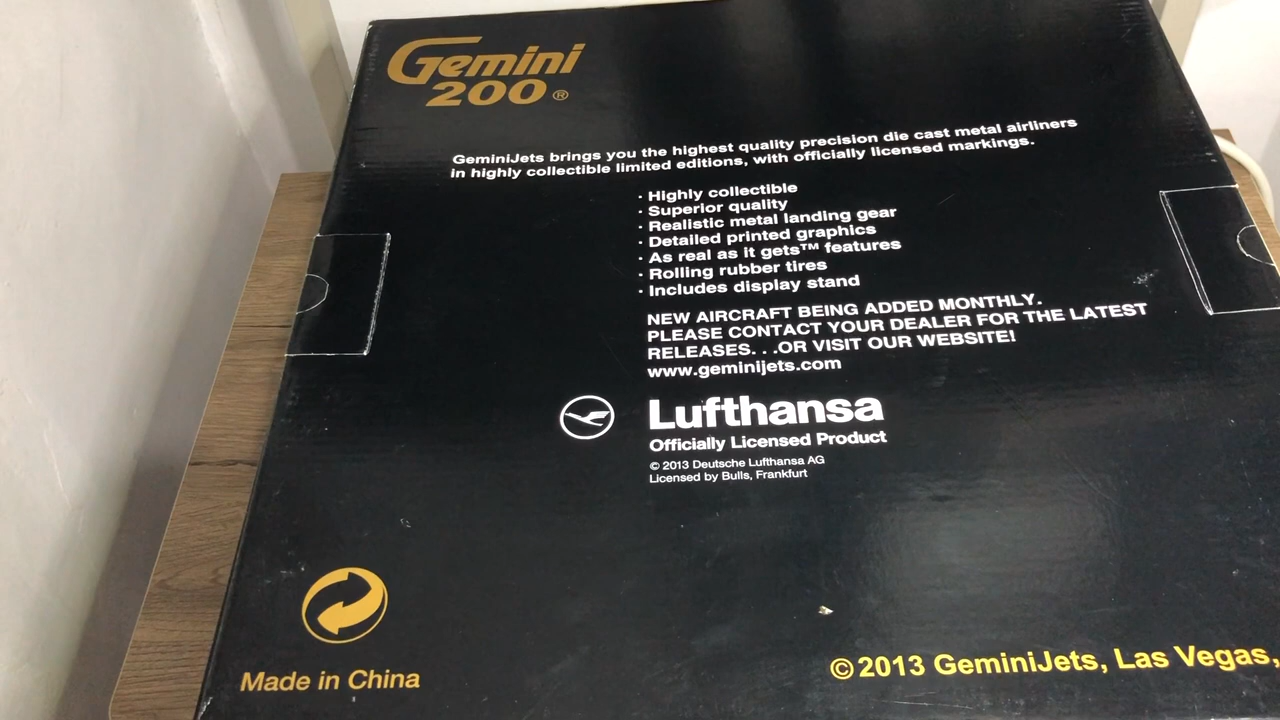 Gemini
200®
GeminiJets brings you the highest quality precision die cast metal airliners
in highly collectible limited editions, with officially licensed markings.
· Highly collectible
· Superior quality
· Realistic metal landing gear
· Detailed printed graphics
· As real as it gets™ features
· Rolling rubber tires
· Includes display stand
NEW AIRCRAFT BEING ADDED MONTHLY.
PLEASE CONTACT YOUR DEALER FOR THE LATEST
RELEASES. . .OR VISIT OUR WEBSITE!
www.geminijets.com
Lufthansa
Officially Licensed Product
© 2013 Deutsche Lufthansa AG
Licensed by Bulls, Frankfurt
Made in China
©2013 GeminiJets, Las Vegas,